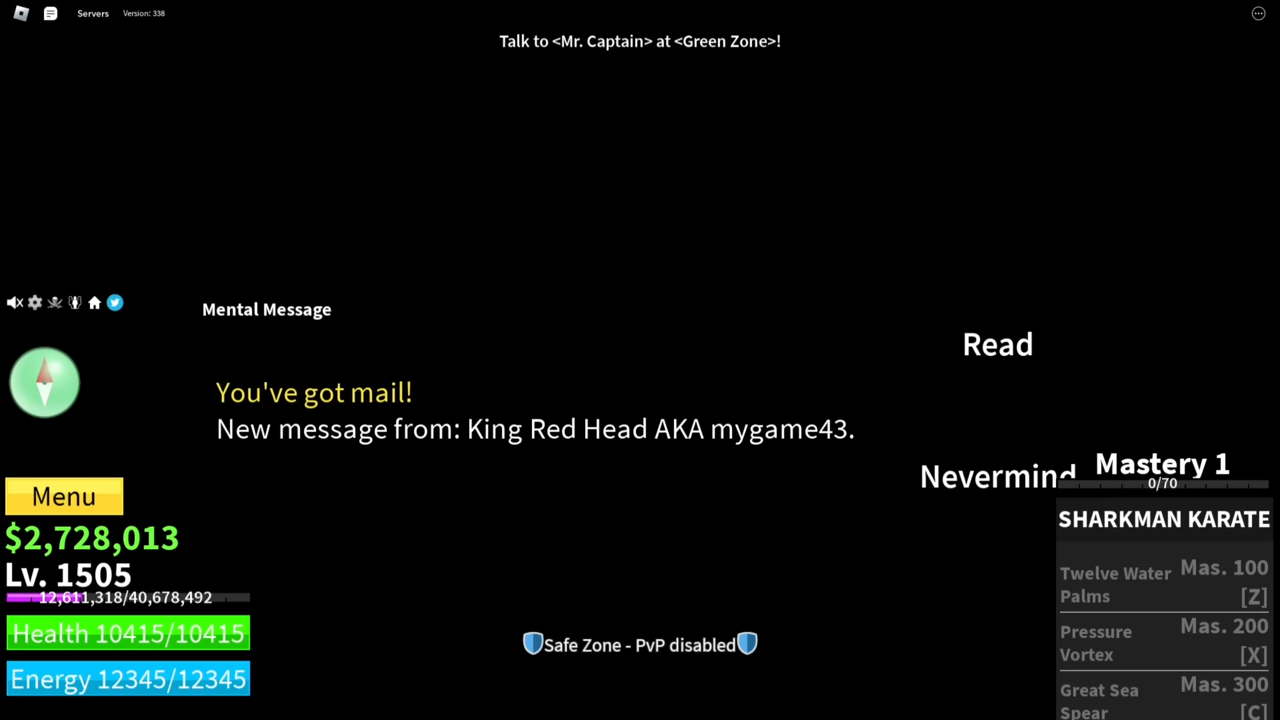 Servers Version: 338
Talk to <Mr. Captain> at <Green Zone>!
Mental Message
You've got mail!
New message from: King Red Head AKA mygame43.
Read
Nevermind
Menu
$2,728,013
Lv. 1505
12,611,318/40,678,492
Health 10415/10415
Energy 12345/12345
Safe Zone - PvP disabled
Mastery 1
0/70
SHARKMAN KARATE
Twelve Water Mas. 100
Palms [Z]
Pressure Mas. 200
Vortex [X]
Great Sea Mas. 300
Spear [C]